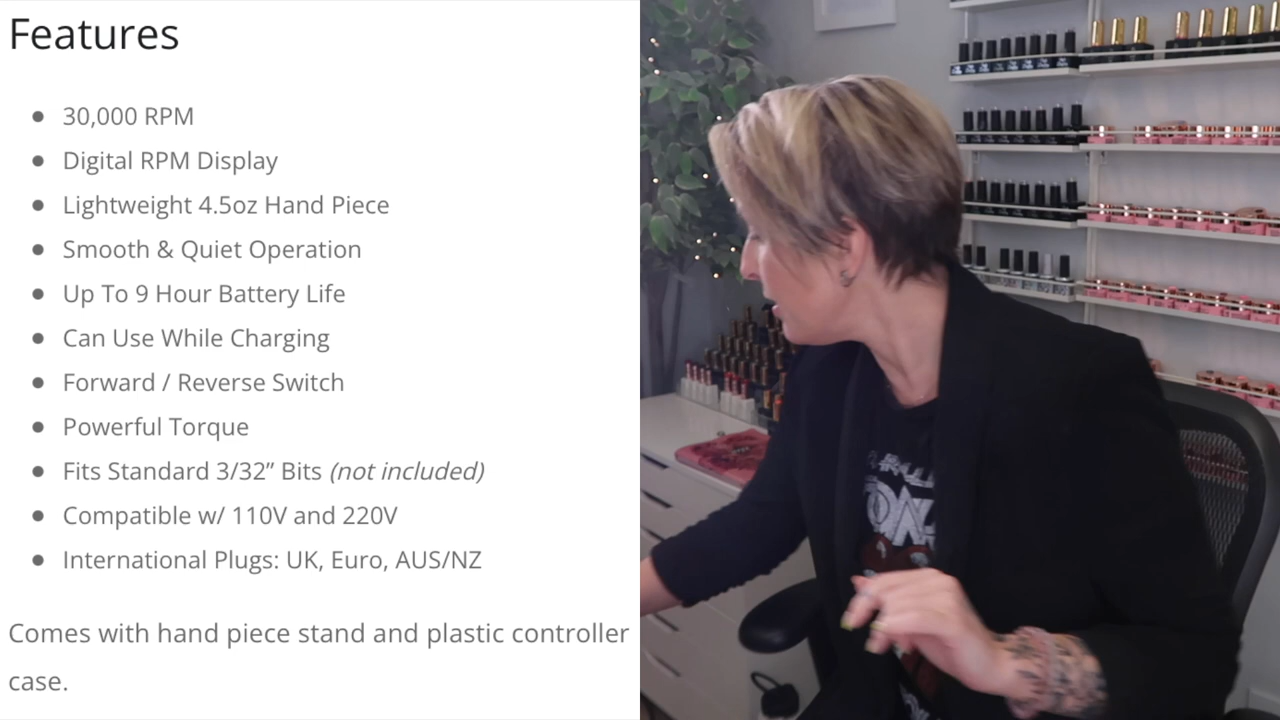 Features
30,000 RPM
Digital RPM Display
Lightweight 4.5oz Hand Piece
Smooth & Quiet Operation
Up To 9 Hour Battery Life
Can Use While Charging
Forward / Reverse Switch
Powerful Torque
Fits Standard 3/32” Bits (not included)
Compatible w/ 110V and 220V
International Plugs: UK, Euro, AUS/NZ
Comes with hand piece stand and plastic controller
case.